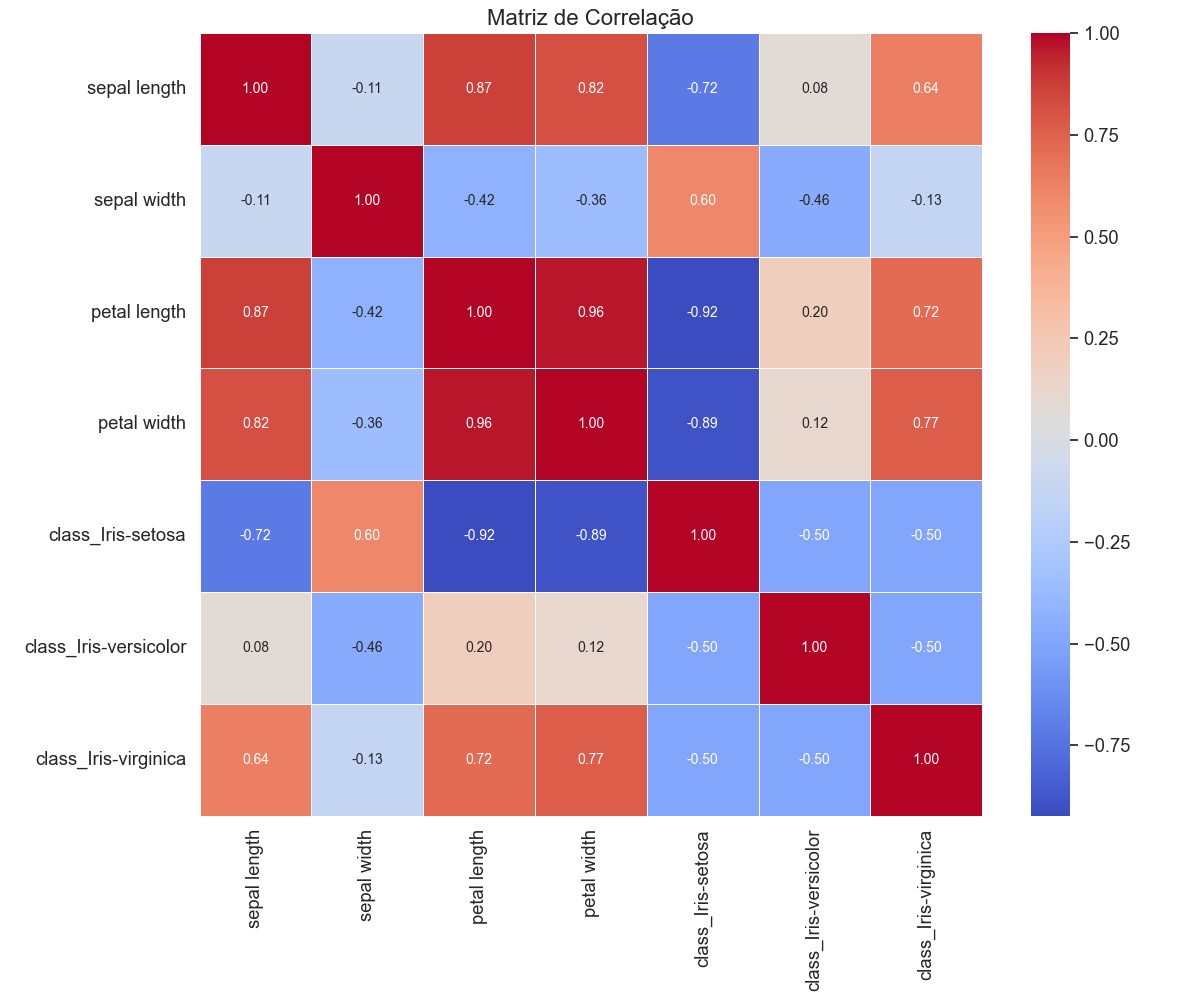 Matriz de Correlação
sepal length 1.00 -0.11 0.87 0.82 -0.72 0.08 0.64
sepal width -0.11 1.00 -0.42 -0.36 0.60 -0.46 -0.13
petal length 0.87 -0.42 1.00 0.96 -0.92 0.20 0.72
petal width 0.82 -0.36 0.96 1.00 -0.89 0.12 0.77
class_Iris-setosa -0.72 0.60 -0.92 -0.89 1.00 -0.50 -0.50
class_Iris-versicolor 0.08 -0.46 0.20 0.12 -0.50 1.00 -0.50
class_Iris-virginica 0.64 -0.13 0.72 0.77 -0.50 -0.50 1.00
sepal length
sepal width
petal length
petal width
class_Iris-setosa
class_Iris-versicolor
class_Iris-virginica
1.00
0.75
0.50
0.25
0.00
−0.25
−0.50
−0.75